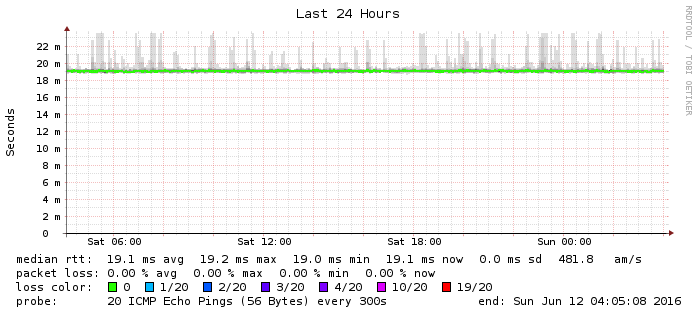 Last 24 Hours
RRDTOOL / TOBI OETIKER
Seconds
22 m
20 m
18 m
16 m
14 m
12 m
10 m
8 m
6 m
4 m
2 m
0
Sat 06:00 Sat 12:00 Sat 18:00 Sun 00:00
median rtt: 19.1 ms avg 19.2 ms max 19.0 ms min 19.1 ms now 0.0 ms sd 481.8 am/s
packet loss: 0.00 % avg 0.00 % max 0.00 % min 0.00 % now
loss color: 0 1/20 2/20 3/20 4/20 10/20 19/20
probe: 20 ICMP Echo Pings (56 Bytes) every 300s end: Sun Jun 12 04:05:08 2016